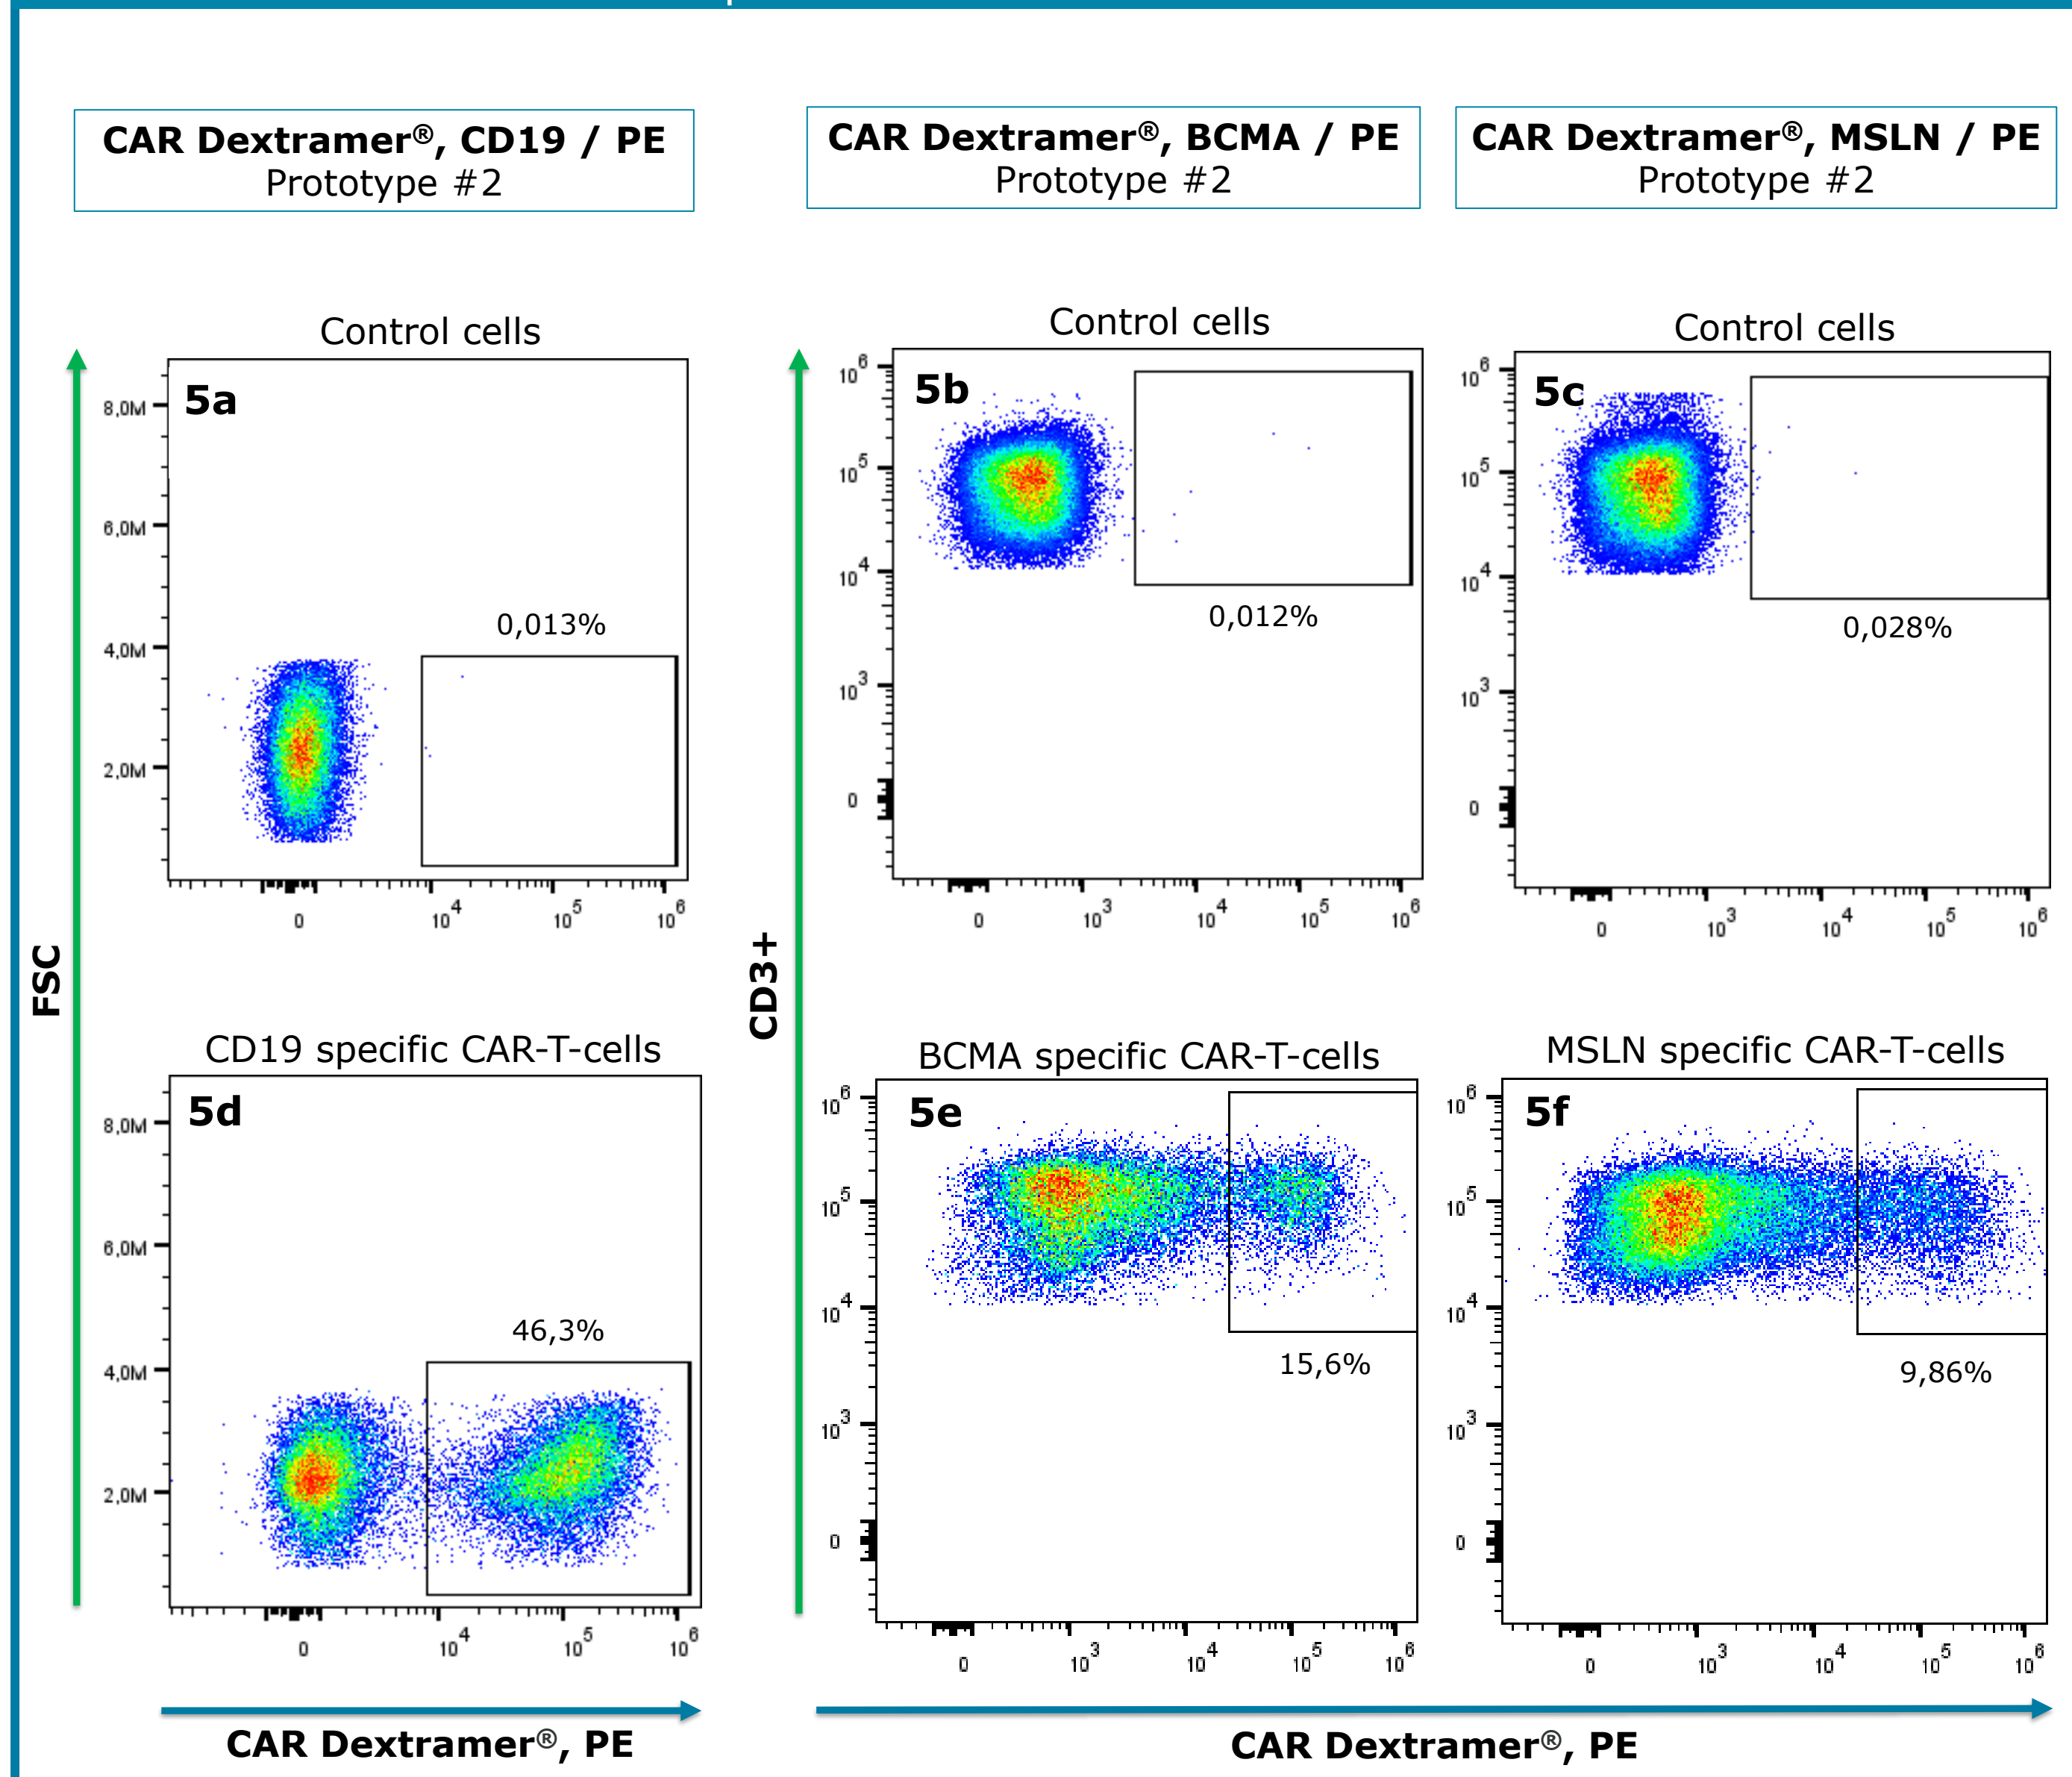 CAR Dextramer®, CD19 / PE
Prototype #2
CAR Dextramer®, BCMA / PE
Prototype #2
CAR Dextramer®, MSLN / PE
Prototype #2
Control cells
5a
8,0M
6,0M
4,0M
2,0M
0,013%
0 10^4 10^5 10^6
Control cells
5b
10^6
10^5
10^4
10^3
0
0,012%
0 10^3 10^4 10^5 10^6
Control cells
5c
10^6
10^5
10^4
10^3
0
0,028%
0 10^3 10^4 10^5 10^6
FSC
CD3+
CD19 specific CAR-T-cells
5d
8,0M
6,0M
4,0M
2,0M
46,3%
0 10^4 10^5 10^6
BCMA specific CAR-T-cells
5e
10^6
10^5
10^4
10^3
0
15,6%
0 10^3 10^4 10^5 10^6
MSLN specific CAR-T-cells
5f
10^6
10^5
10^4
10^3
0
9,86%
0 10^3 10^4 10^5 10^6
CAR Dextramer®, PE
CAR Dextramer®, PE